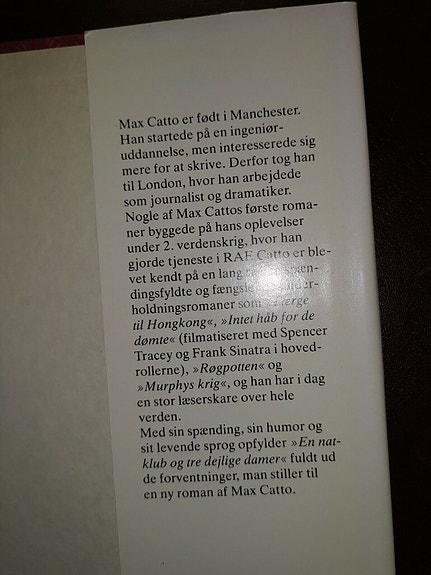 Max Catto er født i Manchester.
Han startede på en ingeniør-
uddannelse, men interesserede sig
mere for at skrive. Derfor tog han
til London, hvor han arbejdede
som journalist og dramatiker.
Nogle af Max Cattos første roma-
ner byggede på hans oplevelser
under 2. verdenskrig, hvor han
gjorde tjeneste i RAF. Catto er ble-
vet kendt på en lang
dingsfyldte og
holdningsromaner som
til Hongkong«, »Intet håb for de
dømte« (filmatiseret med Spencer
Tracey og Frank Sinatra i hoved-
rollerne), »Røgpotten« og
»Murphys krig«, og han har i dag
en stor læserskare over hele
verden.
Med sin spænding, sin humor og
sit levende sprog opfylder »En nat-
klub og tre dejlige damer« fuldt ud
de forventninger, man stiller til
en ny roman af Max Catto.